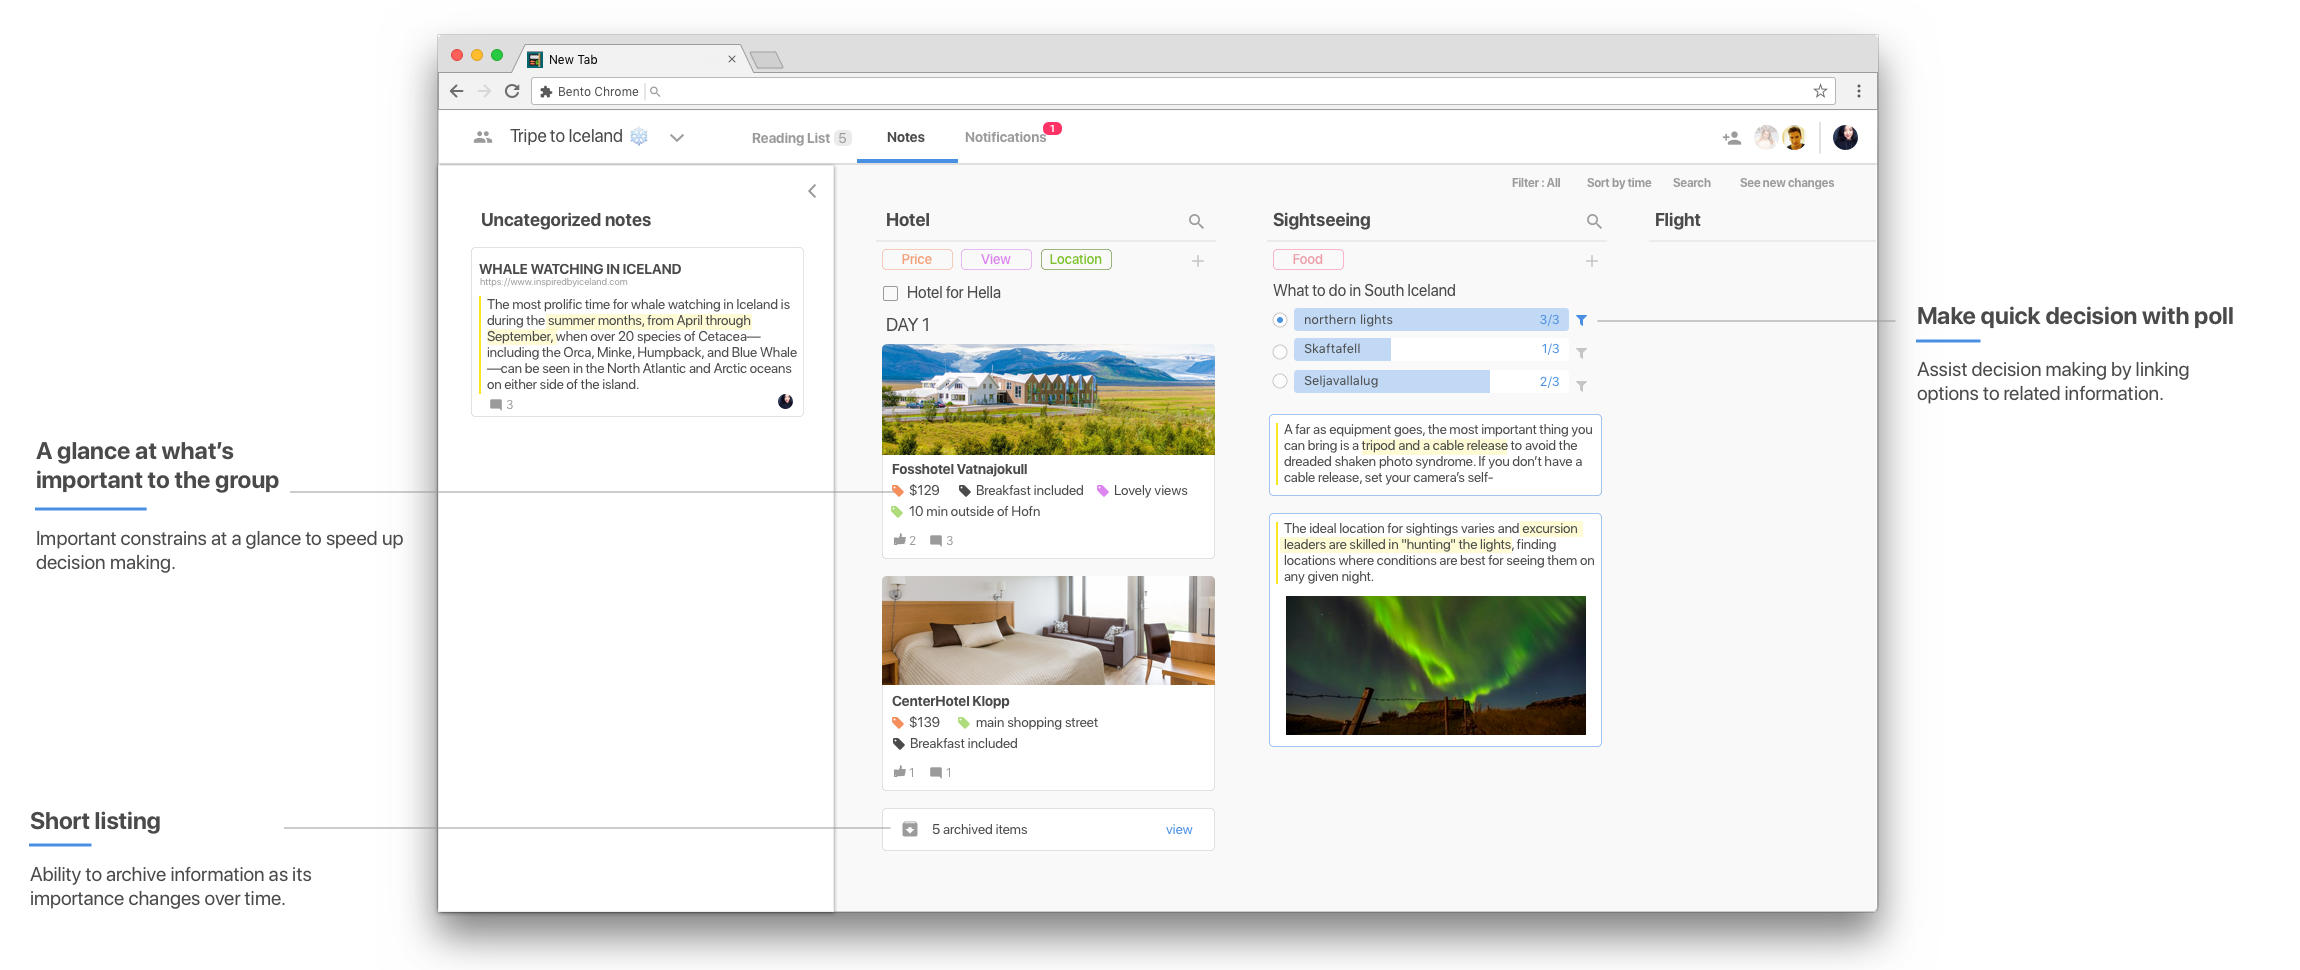 New Tab
Bento Chrome
Tripe to Iceland
Reading List 5
Notes
Notifications
1
Filter : All
Sort by time
Search
See new changes
Uncategorized notes
WHALE WATCHING IN ICELAND
https://www.inspiredbyiceland.com
The most prolific time for whale watching in Iceland is
during the summer months, from April through
September, when over 20 species of Cetacea—
including the Orca, Minke, Humpback, and Blue Whale
—can be seen in the North Atlantic and Arctic oceans
on either side of the island.
3
Hotel
Price
View
Location
Hotel for Hella
DAY 1
Fosshotel Vatnajokull
$129
Breakfast included
Lovely views
10 min outside of Hofn
2
3
CenterHotel Klopp
$139
main shopping street
Breakfast included
1
1
5 archived items
view
Sightseeing
Food
What to do in South Iceland
northern lights 3/3
Skaftafell 1/3
Seljavallalug 2/3
A far as equipment goes, the most important thing you
can bring is a tripod and a cable release to avoid the
dreaded shaken photo syndrome. If you don’t have a
cable release, set your camera’s self-
The ideal location for sightings varies and excursion
leaders are skilled in "hunting" the lights, finding
locations where conditions are best for seeing them on
any given night.
Flight
A glance at what’s
important to the group
Important constrains at a glance to speed up
decision making.
Short listing
Ability to archive information as its
importance changes over time.
Make quick decision with poll
Assist decision making by linking
options to related information.